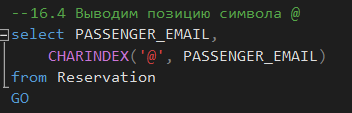 --16.4 Выводим позицию символа @
select PASSENGER_EMAIL,
CHARINDEX('@', PASSENGER_EMAIL)
from Reservation
GO